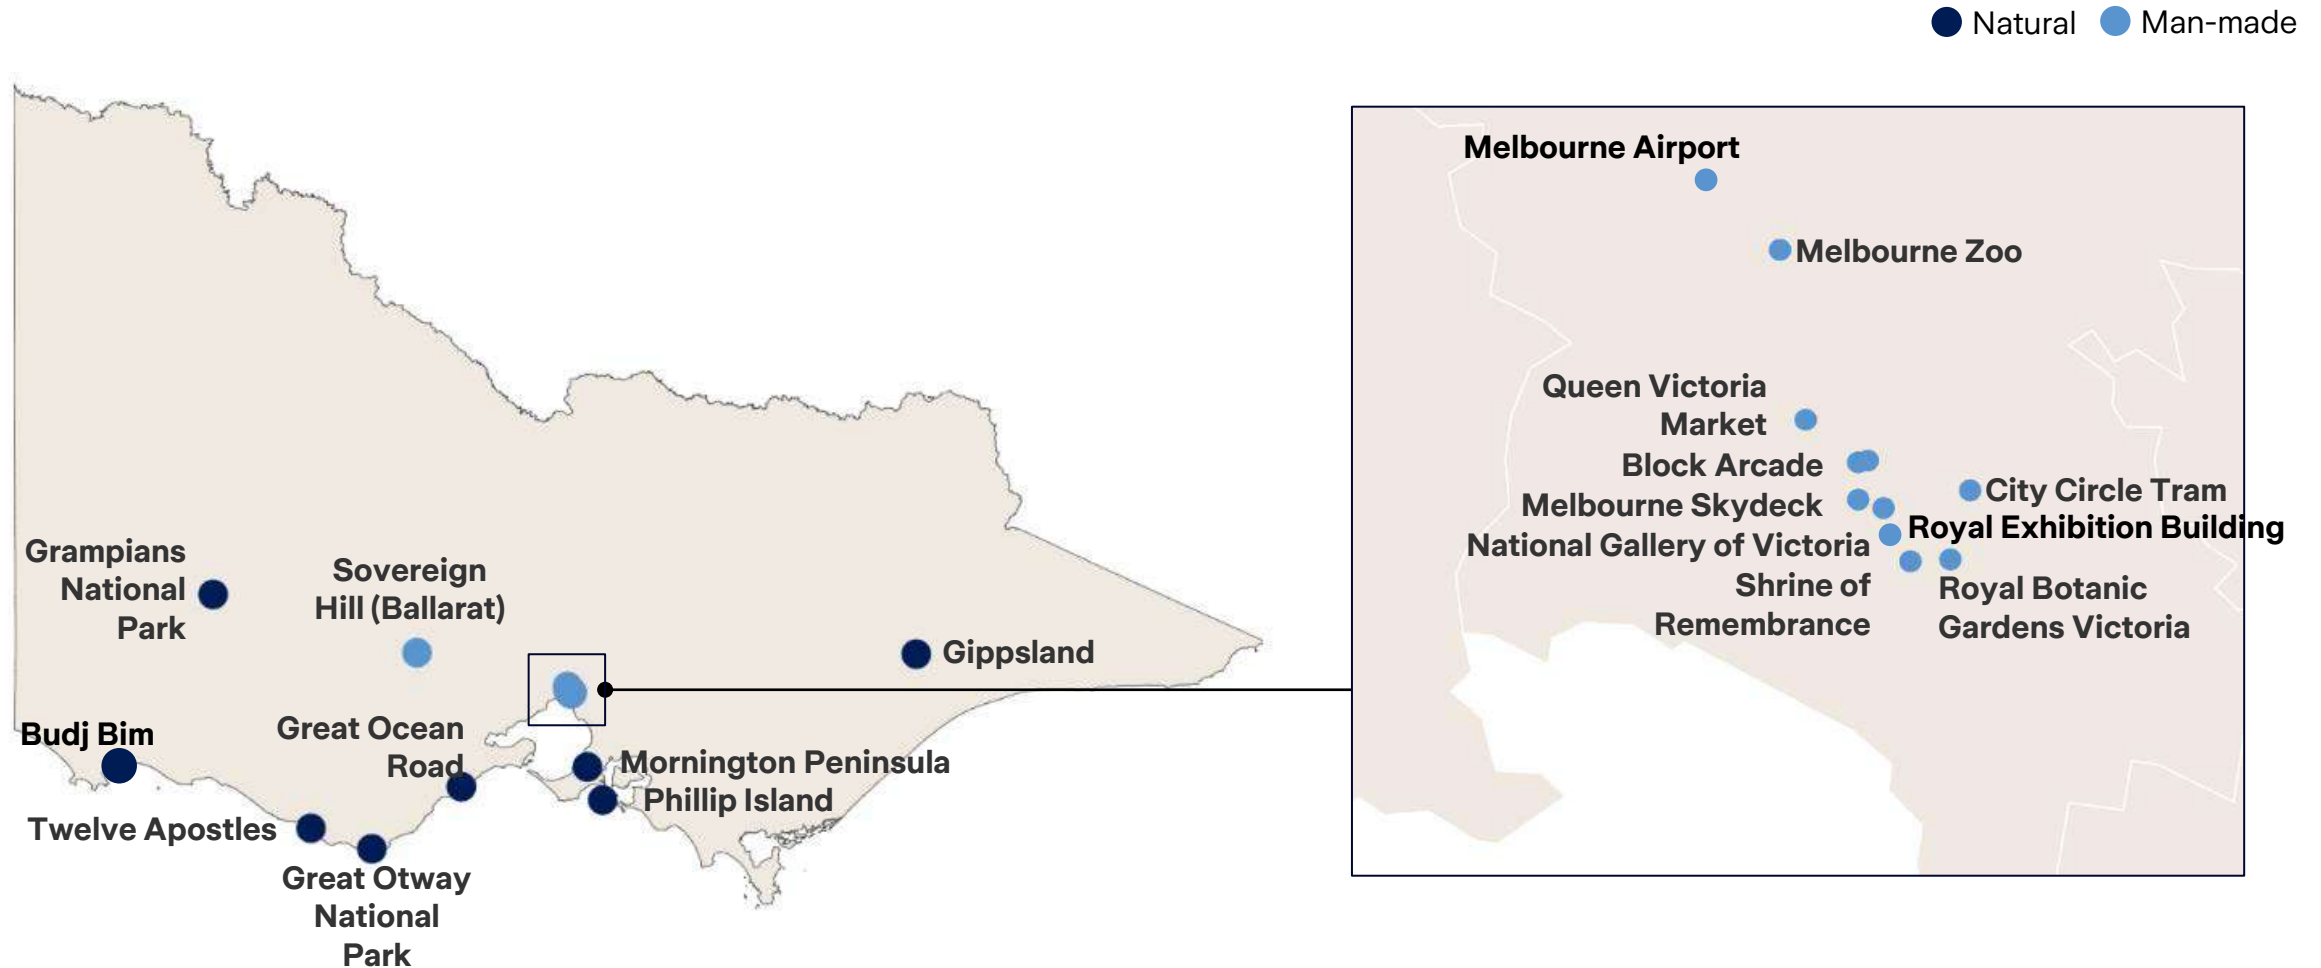 Natural
Man-made
Grampians
National
Park
Sovereign
Hill (Ballarat)
Gippsland
Budj Bim
Great Ocean
Road
Mornington Peninsula
Phillip Island
Twelve Apostles
Great Otway
National
Park
Melbourne Airport
Melbourne Zoo
Queen Victoria
Market
Block Arcade
Melbourne Skydeck
National Gallery of Victoria
Shrine of
Remembrance
City Circle Tram
Royal Exhibition Building
Royal Botanic
Gardens Victoria